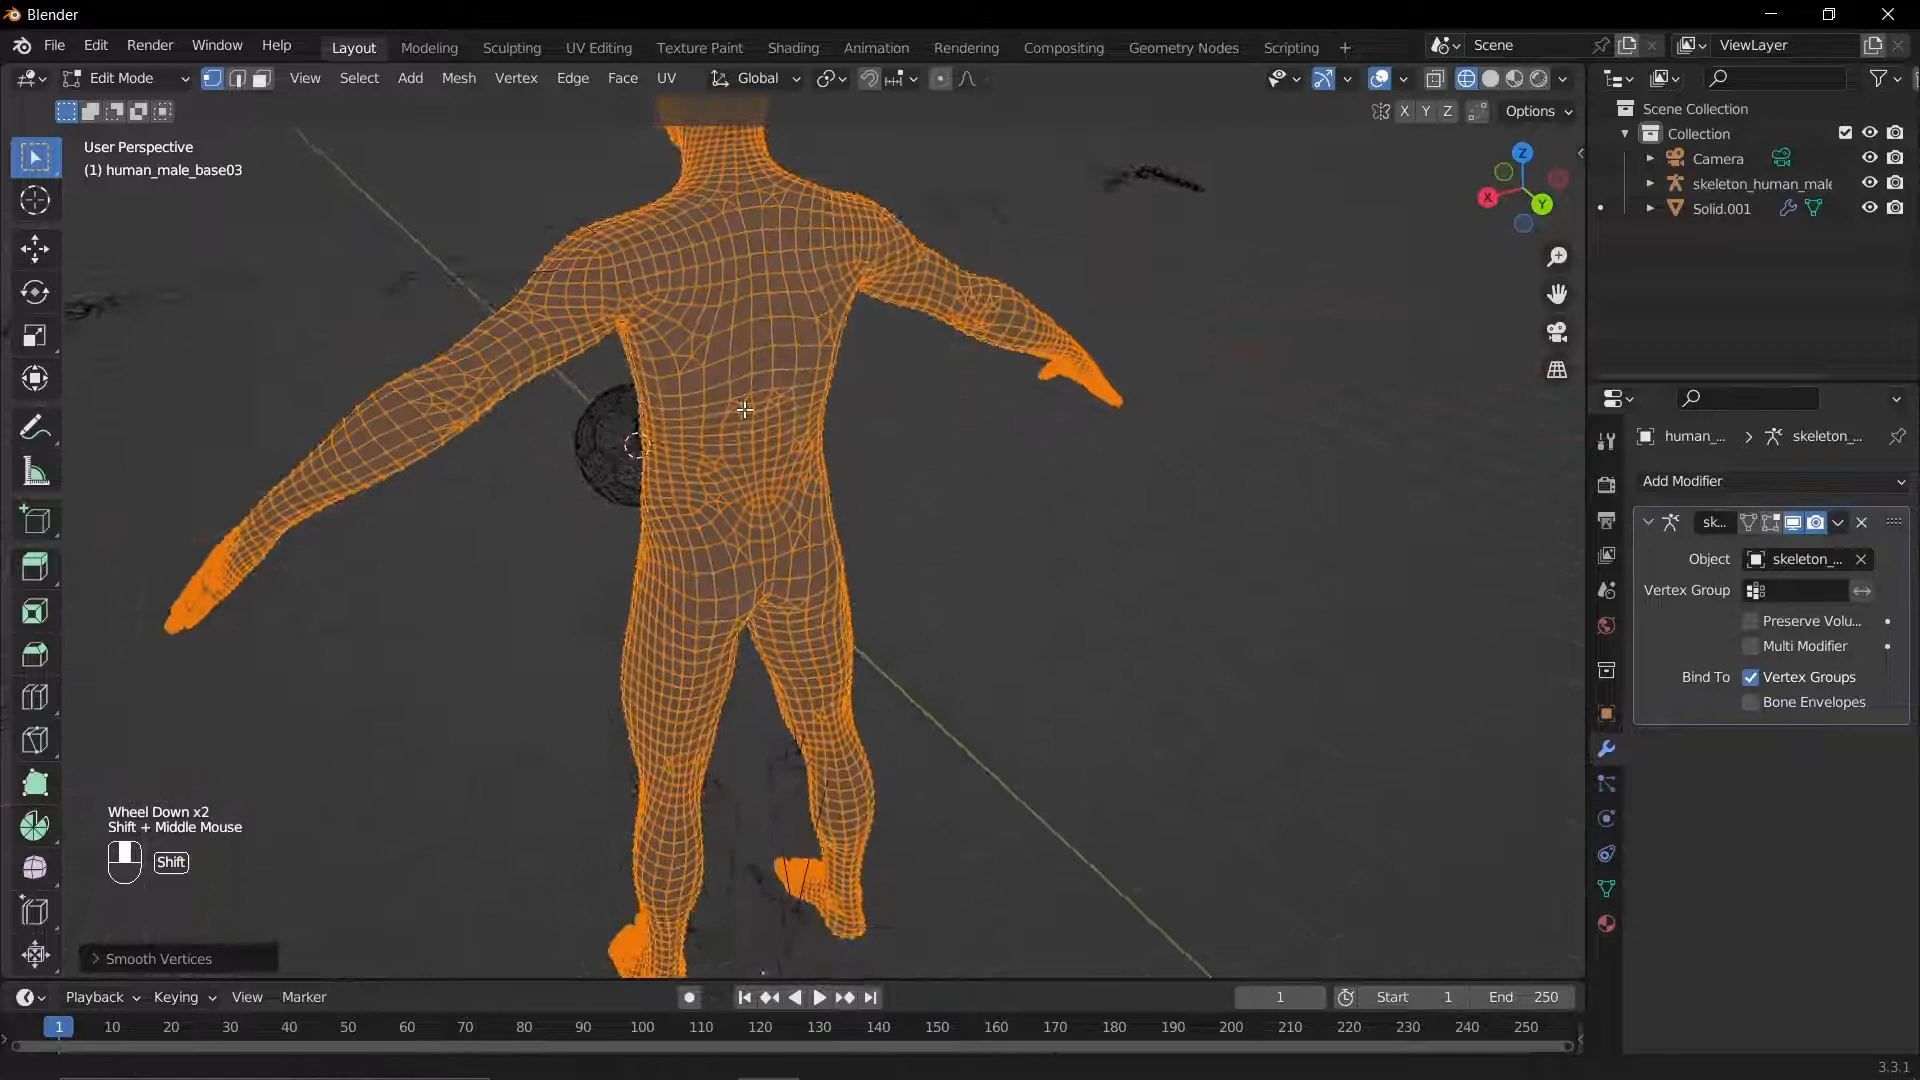 Blender
File Edit Render Window Help Layout Modeling Sculpting UV Editing Texture Paint Shading Animation Rendering Compositing Geometry Nodes Scripting + Scene ViewLayer
Edit Mode View Select Add Mesh Vertex Edge Face UV Global
X Y Z Options
User Perspective
(1) human_male_base03
Z
X
Y
Scene Collection
Collection
Camera
skeleton_human_male
Solid.001
human_... > skeleton_...
Add Modifier
sk...
Object skeleton_...
Vertex Group
Preserve Volu...
Multi Modifier
Bind To Vertex Groups
Bone Envelopes
Wheel Down x2
Shift + Middle Mouse
Shift
> Smooth Vertices
Playback Keying View Marker 1 Start 1 End 250
1 10 20 30 40 50 60 70 80 90 100 110 120 130 140 150 160 170 180 190 200 210 220 230 240 250
3.3.1